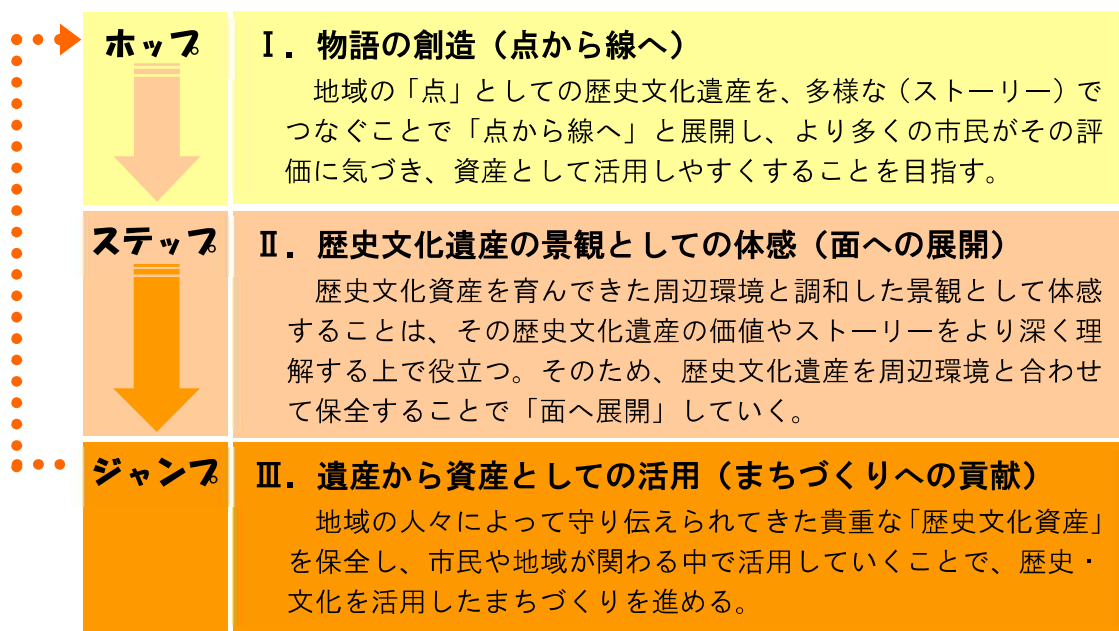 ホップ
Ⅰ．物語の創造（点から線へ）
地域の「点」としての歴史文化遺産を、多様な（ストーリー）で
つなぐことで「点から線へ」と展開し、より多くの市民がその評
価に気づき、資産として活用しやすくすることを目指す。
ステップ
Ⅱ．歴史文化遺産の景観としての体感（面への展開）
歴史文化資産を育んできた周辺環境と調和した景観として体感
することは、その歴史文化遺産の価値やストーリーをより深く理
解する上で役立つ。そのため、歴史文化遺産を周辺環境と合わせ
て保全することで「面へ展開」していく。
ジャンプ
Ⅲ．遺産から資産としての活用（まちづくりへの貢献）
地域の人々によって守り伝えられてきた貴重な「歴史文化資産」
を保全し、市民や地域が関わる中で活用していくことで、歴史・
文化を活用したまちづくりを進める。